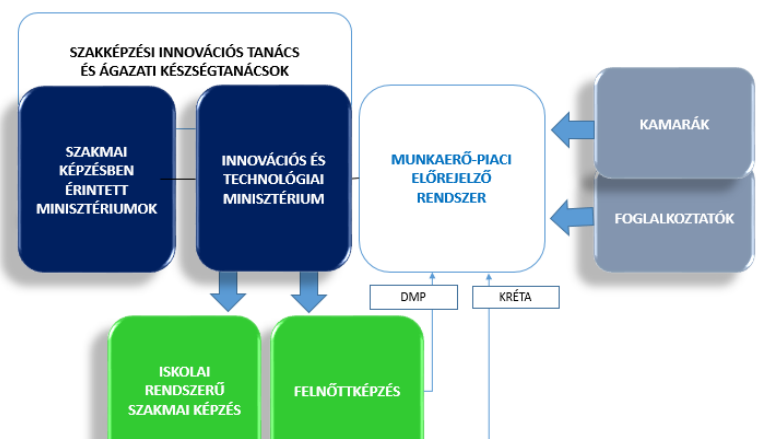 SZAKKÉPZÉSI INNOVÁCIÓS TANÁCS
ÉS ÁGAZATI KÉSZSÉGTANÁCSOK
SZAKMAI
KÉPZÉSBEN
ÉRINTETT
MINISZTÉRIUMOK
INNOVÁCIÓS ÉS
TECHNOLÓGIAI
MINISZTÉRIUM
MUNKAERŐ-PIACI
ELŐREJELZŐ
RENDSZER
KAMARÁK
FOGLALKOZTATÓK
DMP
KRÉTA
ISKOLAI
RENDSZERŰ
SZAKMAI KÉPZÉS
FELNŐTTKÉPZÉS